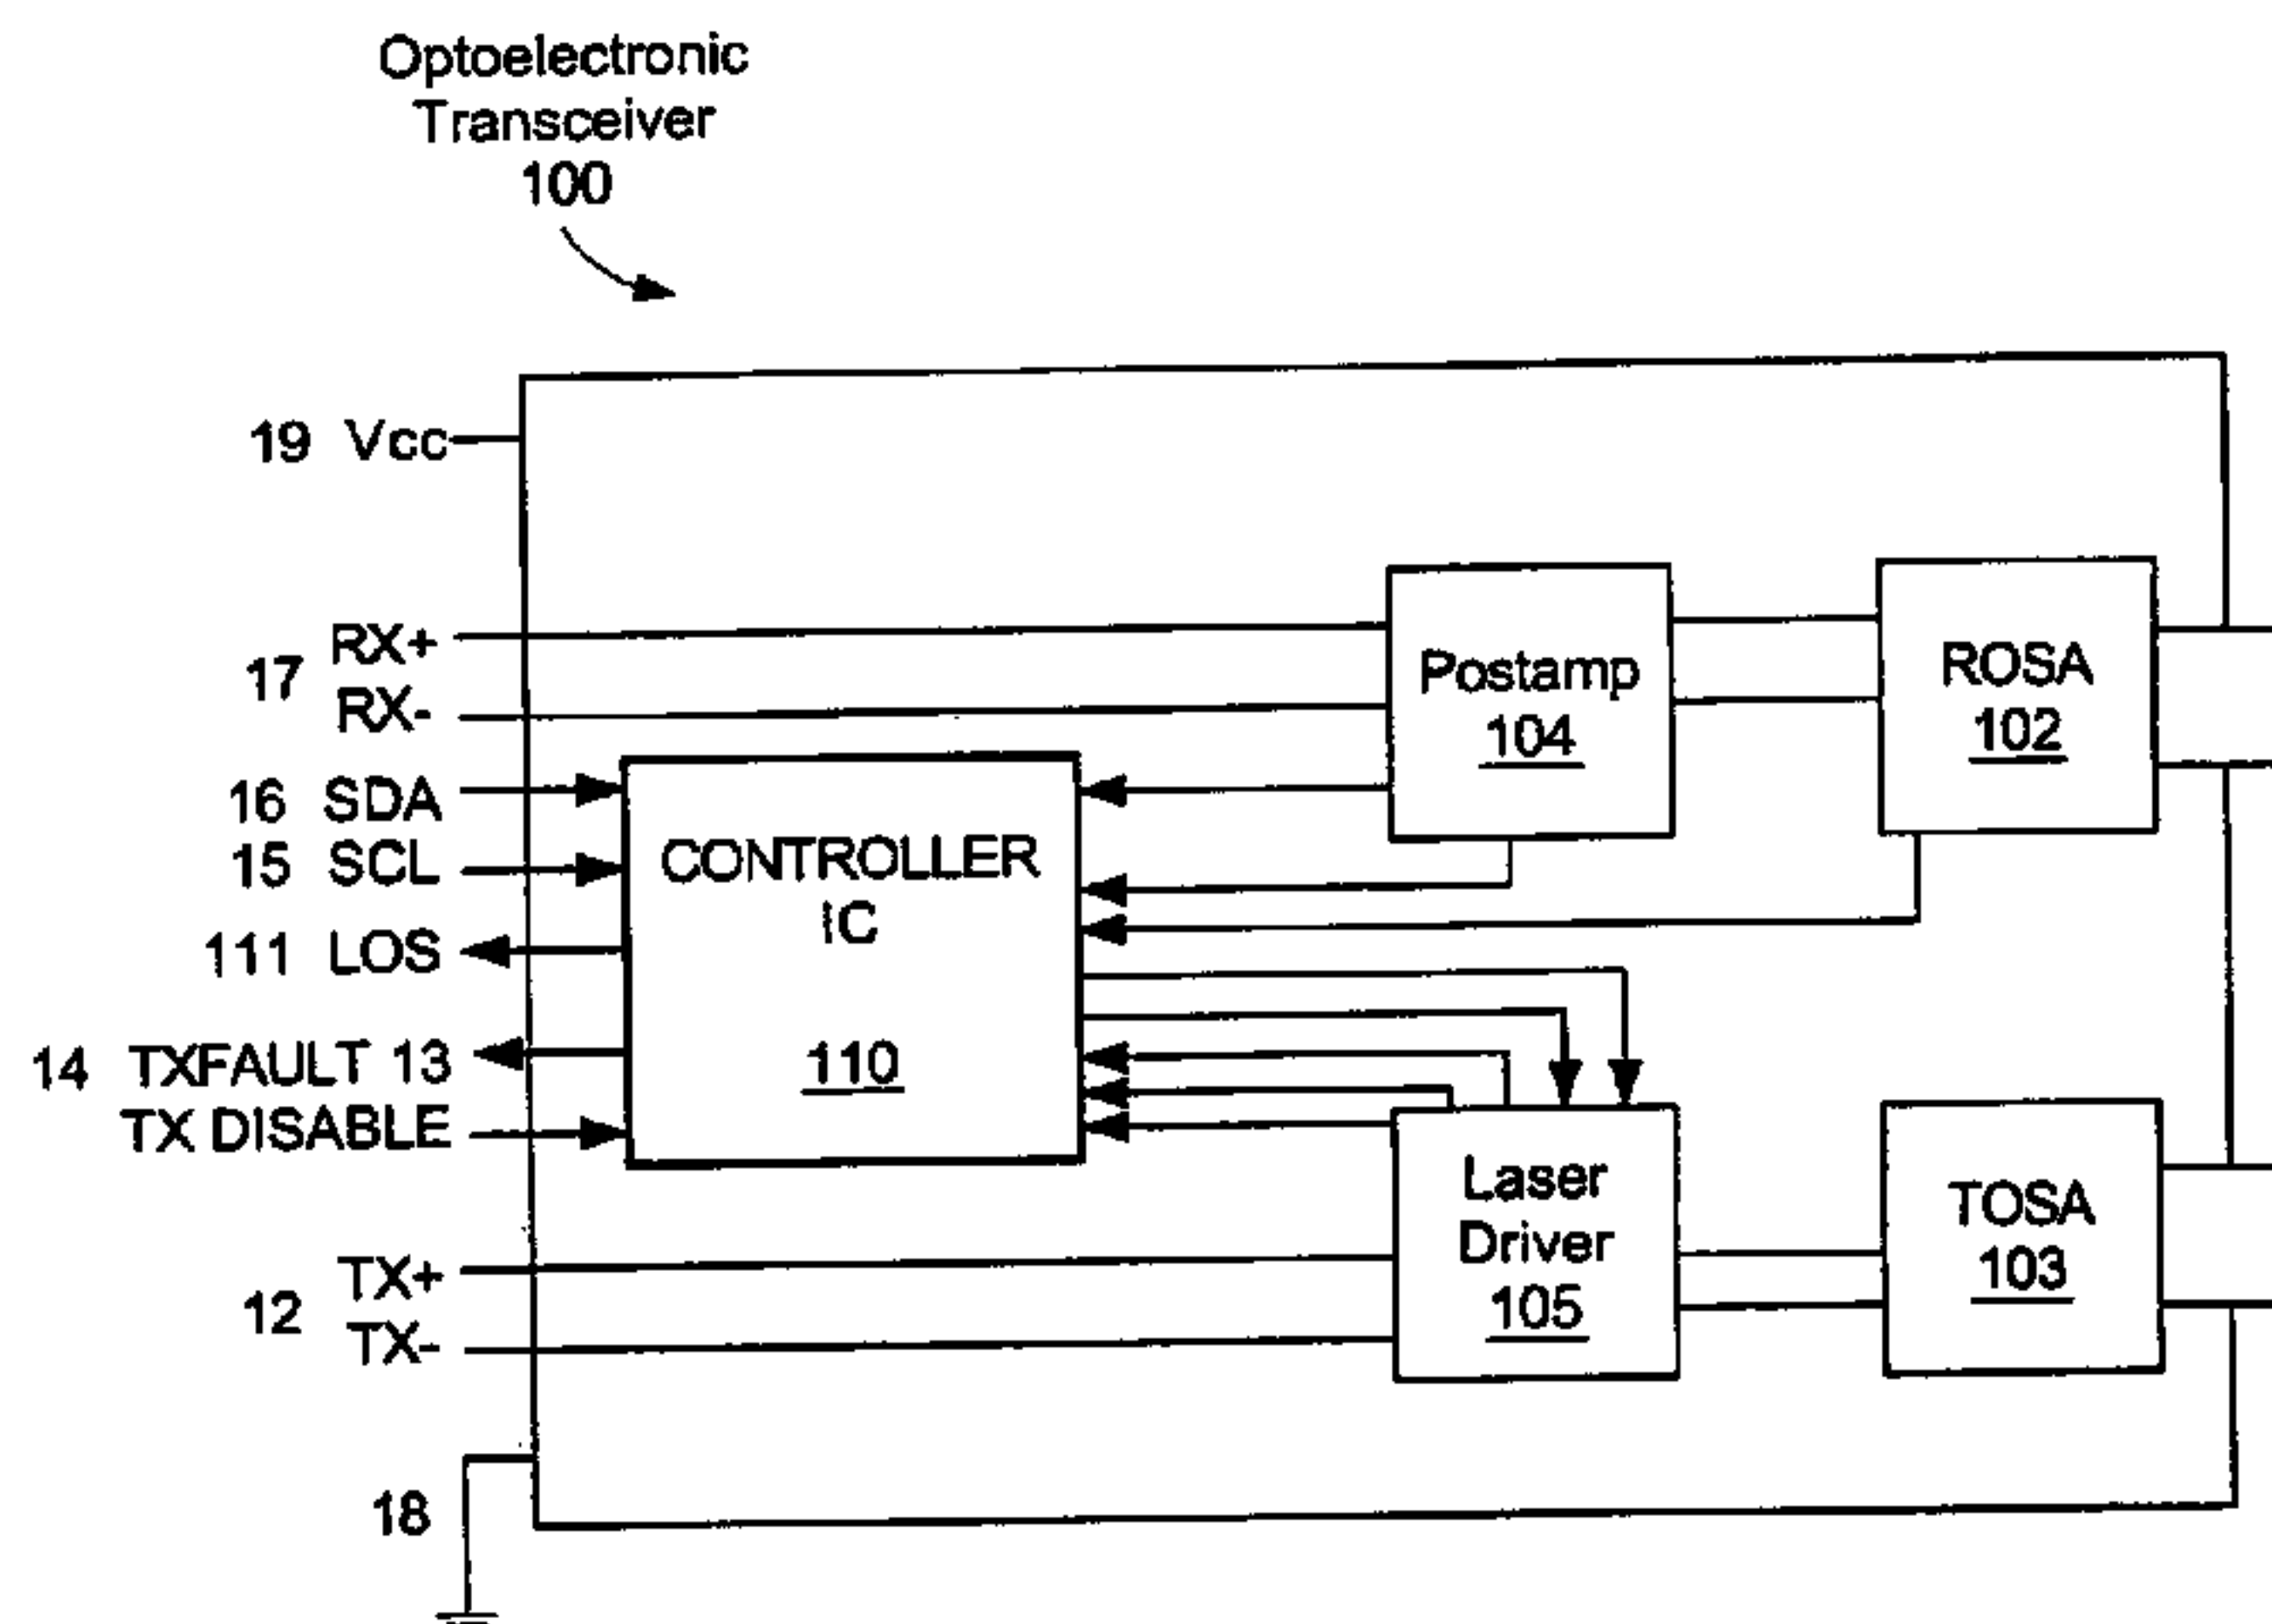 Optoelectronic
Transceiver
100
19 Vcc
17 RX+
RX-
16 SDA
15 SCL
111 LOS
14 TXFAULT 13
TX DISABLE
12 TX+
TX-
18
CONTROLLER
IC
110
Postamp
104
ROSA
102
Laser
Driver
105
TOSA
103